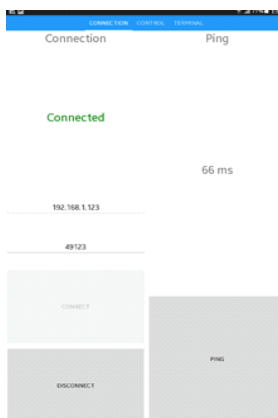 CONNECTION CONTROL TERMINAL
Connection
Connected
192.168.1.123
49123
CONNECT
DISCONNECT
Ping
66 ms
PING